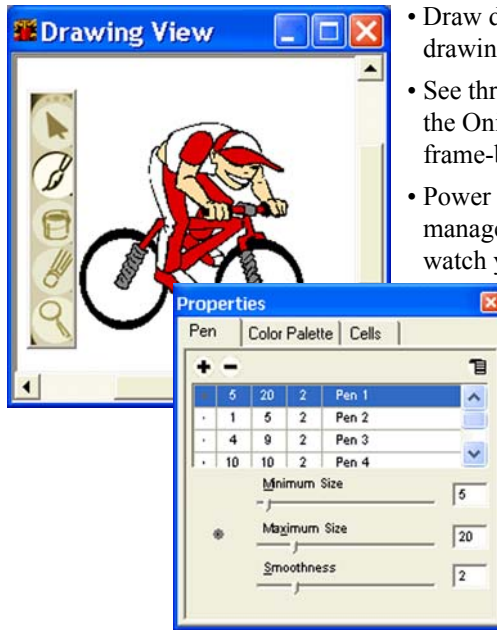 Drawing View
• Draw d
drawin
• See thr
the On
frame-b
• Power
manage
watch y
Properties
Pen
Color Palette
Cells
5 20 2 Pen 1
1 5 2 Pen 2
4 9 2 Pen 3
10 10 2 Pen 4
Minimum Size
5
Maximum Size
20
Smoothness
2